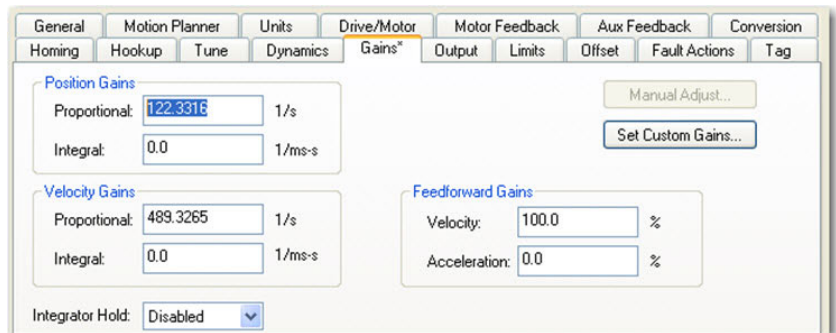 General Motion Planner Units Drive/Motor Motor Feedback Aux Feedback Conversion
Homing Hookup Tune Dynamics Gains* Output Limits Offset Fault Actions Tag
Position Gains
Proportional: 122.3316 1/s
Integral: 0.0 1/ms-s
Manual Adjust...
Set Custom Gains...
Velocity Gains
Proportional: 489.3265 1/s
Integral: 0.0 1/ms-s
Feedforward Gains
Velocity: 100.0 %
Acceleration: 0.0 %
Integrator Hold: Disabled